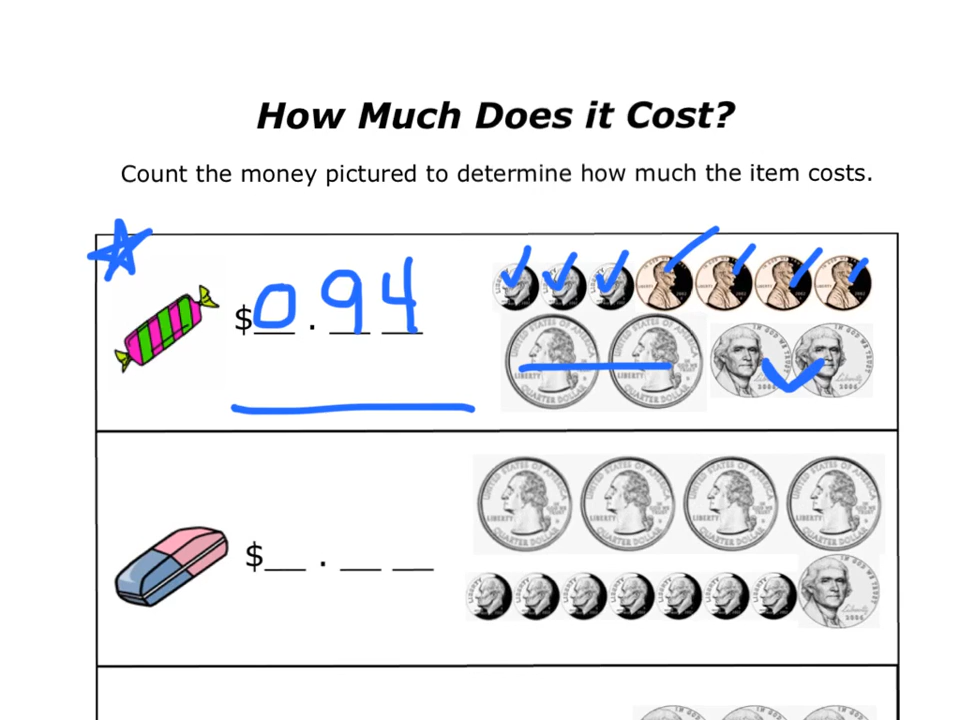 How Much Does it Cost?
Count the money pictured to determine how much the item costs.
$0.94
$__ . __ __